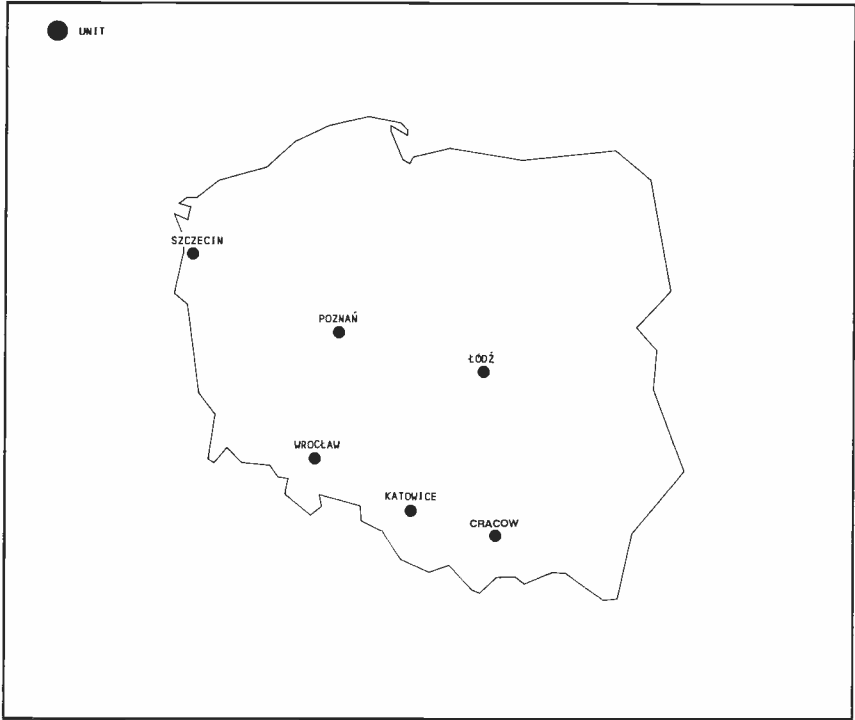 UNIT
SZCZECIN
POZNAŃ
ŁÓDŹ
WROCŁAW
KATOWICE
CRACOW